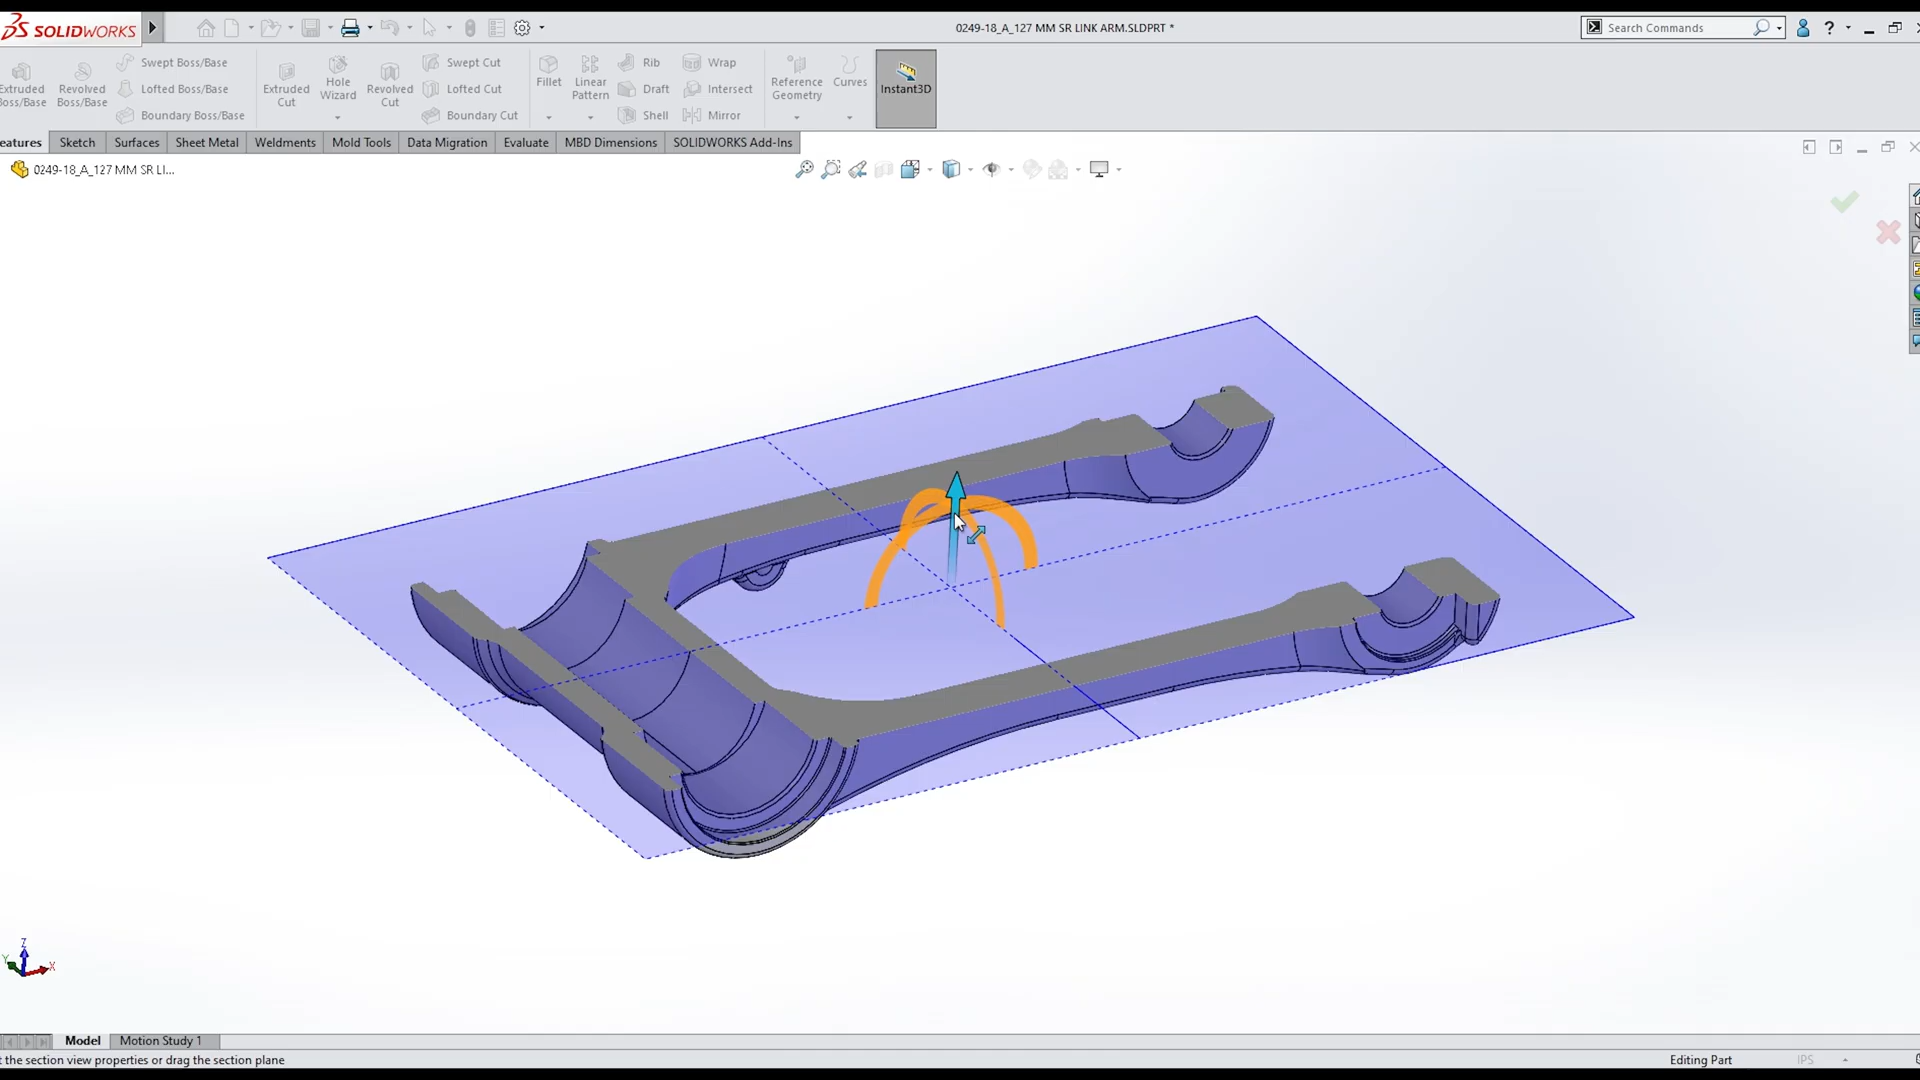 SOLIDWORKS
0249-18_A_127 MM SR LINK ARM.SLDPRT *
Search Commands
?
Extruded Boss/Base
Revolved Boss/Base
Swept Boss/Base
Lofted Boss/Base
Boundary Boss/Base
Extruded Cut
Hole Wizard
Revolved Cut
Swept Cut
Lofted Cut
Boundary Cut
Fillet
Linear Pattern
Rib
Draft
Shell
Wrap
Intersect
Mirror
Reference Geometry
Curves
Instant3D
eatures
Sketch
Surfaces
Sheet Metal
Weldments
Mold Tools
Data Migration
Evaluate
MBD Dimensions
SOLIDWORKS Add-Ins
0249-18_A_127 MM SR LI...
Z
Y
X
Model
Motion Study 1
t the section view properties or drag the section plane
Editing Part
IPS